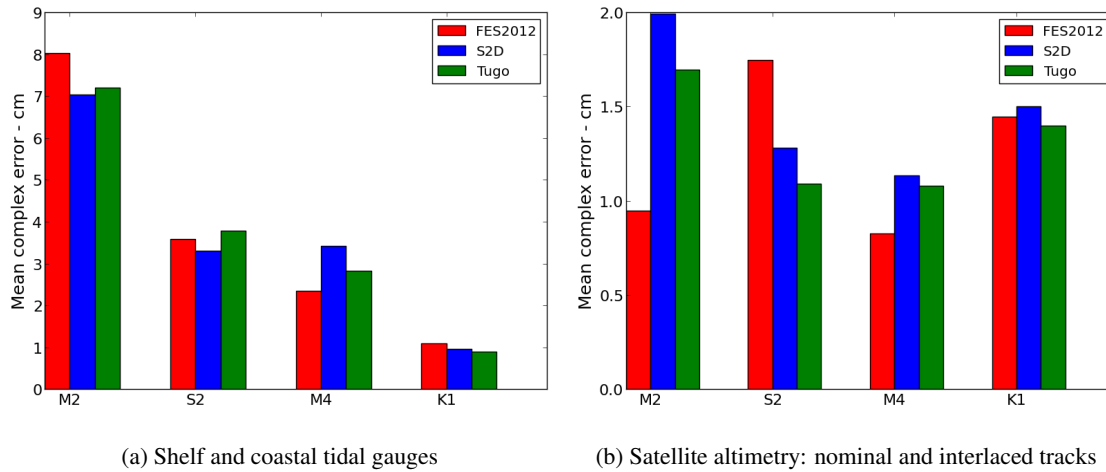 9
8
7
6
5
4
3
2
1
0
Mean complex error - cm
M2 S2 M4 K1
FES2012
S2D
Tugo
(a) Shelf and coastal tidal gauges
2.0
1.5
1.0
0.5
0.0
Mean complex error - cm
M2 S2 M4 K1
FES2012
S2D
Tugo
(b) Satellite altimetry: nominal and interlaced tracks